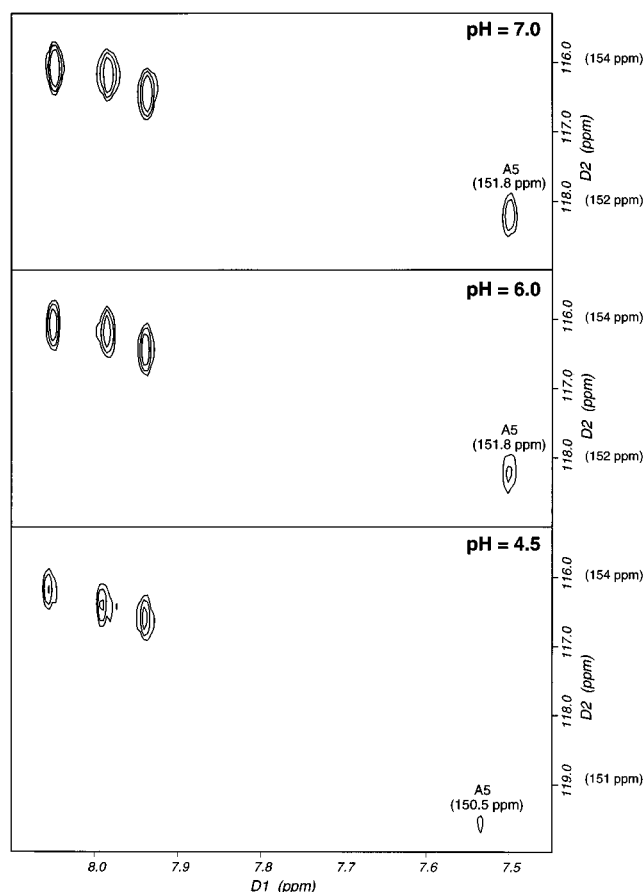 pH = 7.0
116.0 (154 ppm)
117.0
D2 (ppm)
A5
(151.8 ppm)
118.0 (152 ppm)
pH = 6.0
116.0 (154 ppm)
117.0
D2 (ppm)
A5
(151.8 ppm)
118.0 (152 ppm)
pH = 4.5
116.0 (154 ppm)
117.0
118.0
D2 (ppm)
119.0 (151 ppm)
A5
(150.5 ppm)
8.0 7.9 7.8 7.7 7.6 7.5
D1 (ppm)